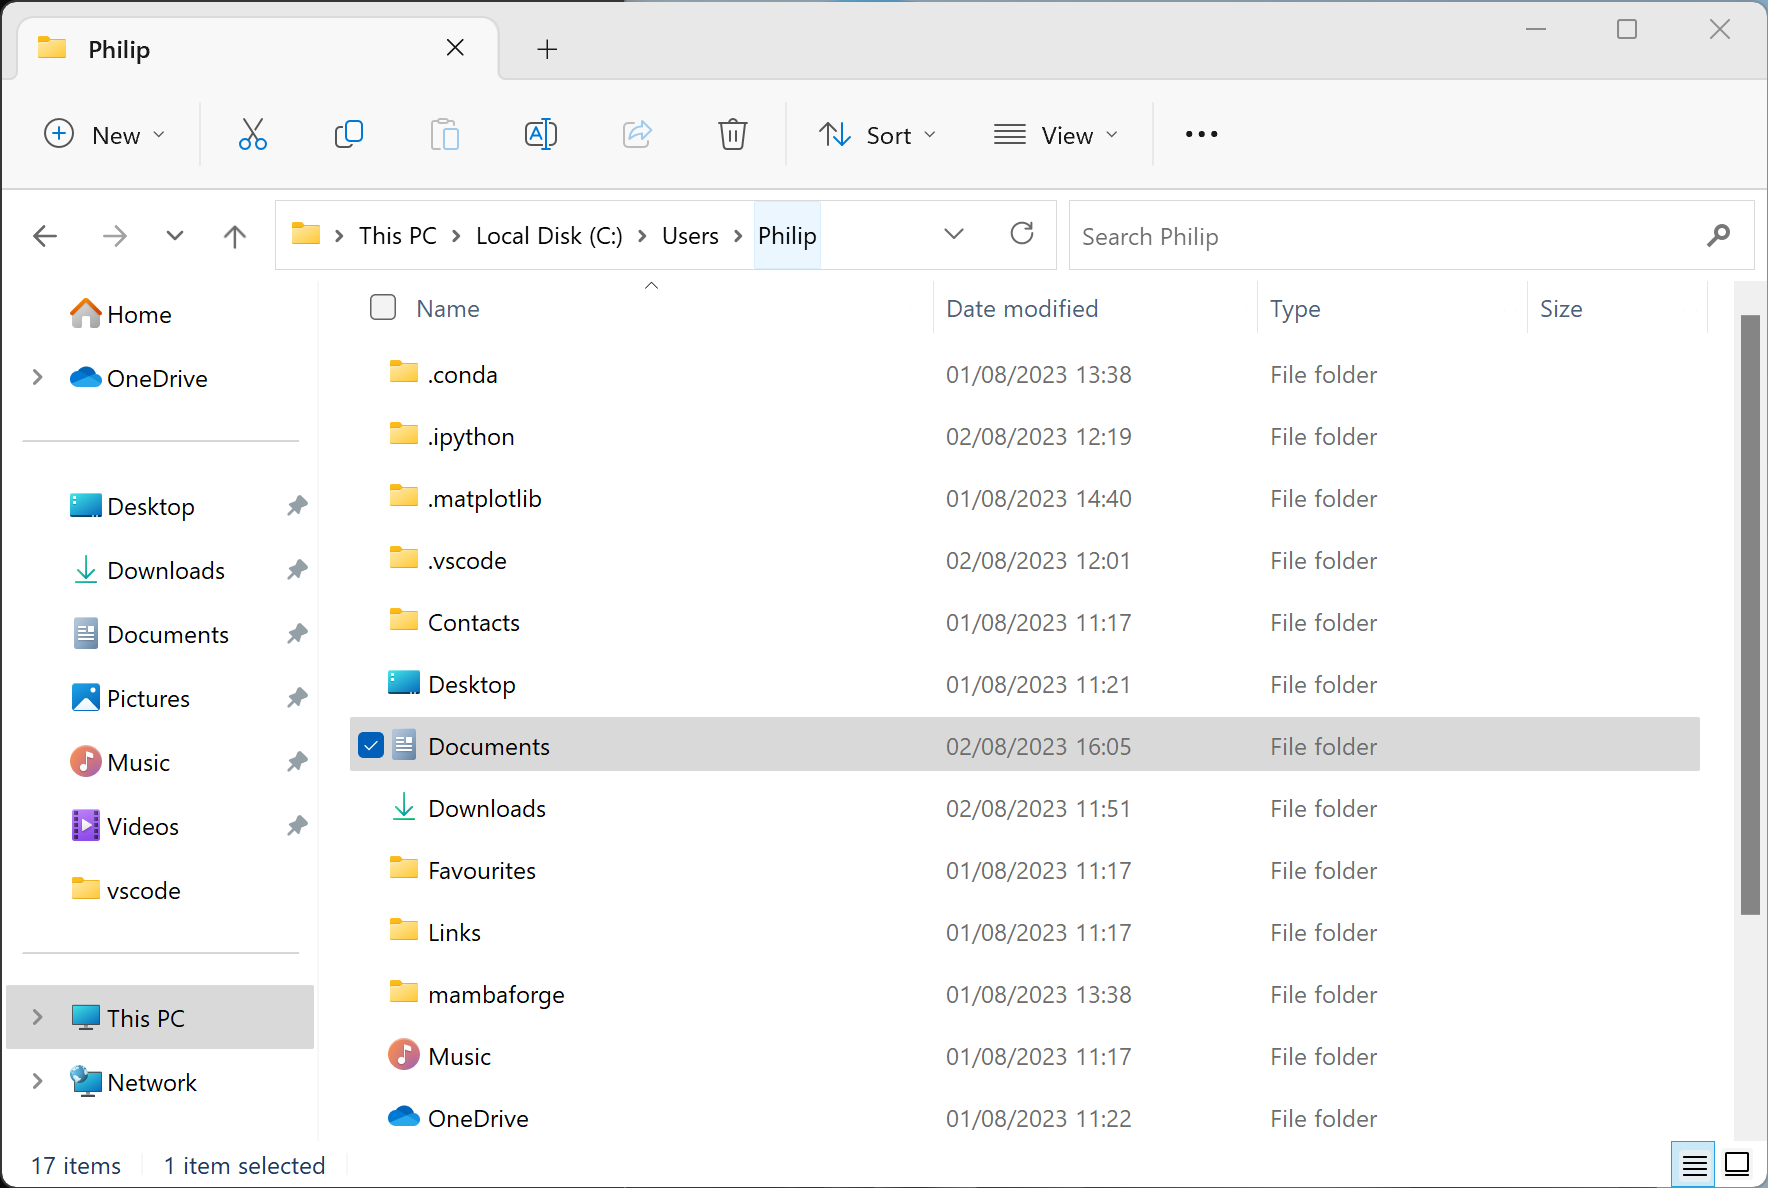 Philip
New
Sort
View
This PC
Local Disk (C:)
Users
Philip
Search Philip
Home
OneDrive
Desktop
Downloads
Documents
Pictures
Music
Videos
vscode
This PC
Network
Name Date modified Type Size
.conda 01/08/2023 13:38 File folder
.ipython 02/08/2023 12:19 File folder
.matplotlib 01/08/2023 14:40 File folder
.vscode 02/08/2023 12:01 File folder
Contacts 01/08/2023 11:17 File folder
Desktop 01/08/2023 11:21 File folder
Documents 02/08/2023 16:05 File folder
Downloads 02/08/2023 11:51 File folder
Favourites 01/08/2023 11:17 File folder
Links 01/08/2023 11:17 File folder
mambaforge 01/08/2023 13:38 File folder
Music 01/08/2023 11:17 File folder
OneDrive 01/08/2023 11:22 File folder
17 items 1 item selected